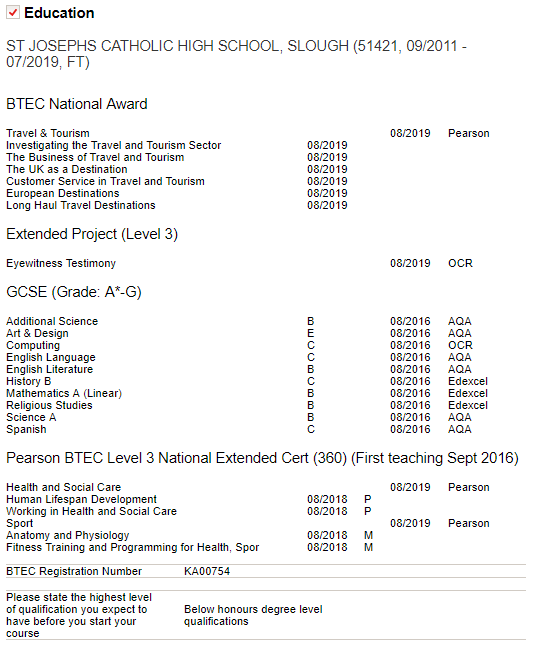 Education
ST JOSEPHS CATHOLIC HIGH SCHOOL, SLOUGH (51421, 09/2011 -
07/2019, FT)
BTEC National Award
Travel & Tourism 08/2019 Pearson
Investigating the Travel and Tourism Sector 08/2019
The Business of Travel and Tourism 08/2019
The UK as a Destination 08/2019
Customer Service in Travel and Tourism 08/2019
European Destinations 08/2019
Long Haul Travel Destinations 08/2019
Extended Project (Level 3)
Eyewitness Testimony 08/2019 OCR
GCSE (Grade: A*-G)
Additional Science B 08/2016 AQA
Art & Design E 08/2016 AQA
Computing C 08/2016 OCR
English Language C 08/2016 AQA
English Literature B 08/2016 AQA
History B C 08/2016 Edexcel
Mathematics A (Linear) B 08/2016 Edexcel
Religious Studies B 08/2016 Edexcel
Science A B 08/2016 AQA
Spanish C 08/2016 AQA
Pearson BTEC Level 3 National Extended Cert (360) (First teaching Sept 2016)
Health and Social Care 08/2019 Pearson
Human Lifespan Development 08/2018 P
Working in Health and Social Care 08/2018 P
Sport 08/2019 Pearson
Anatomy and Physiology 08/2018 M
Fitness Training and Programming for Health, Spor 08/2018 M
BTEC Registration Number KA00754
Please state the highest level
of qualification you expect to
have before you start your
course
Below honours degree level
qualifications